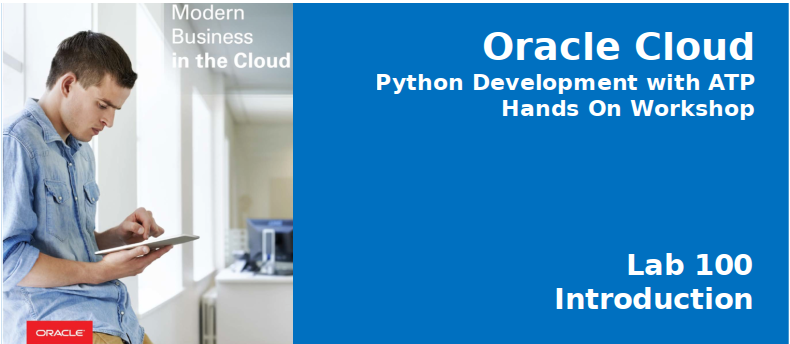 Modern
Business
in the Cloud
Oracle Cloud
Python Development with ATP
Hands On Workshop
Lab 100
Introduction
ORACLE